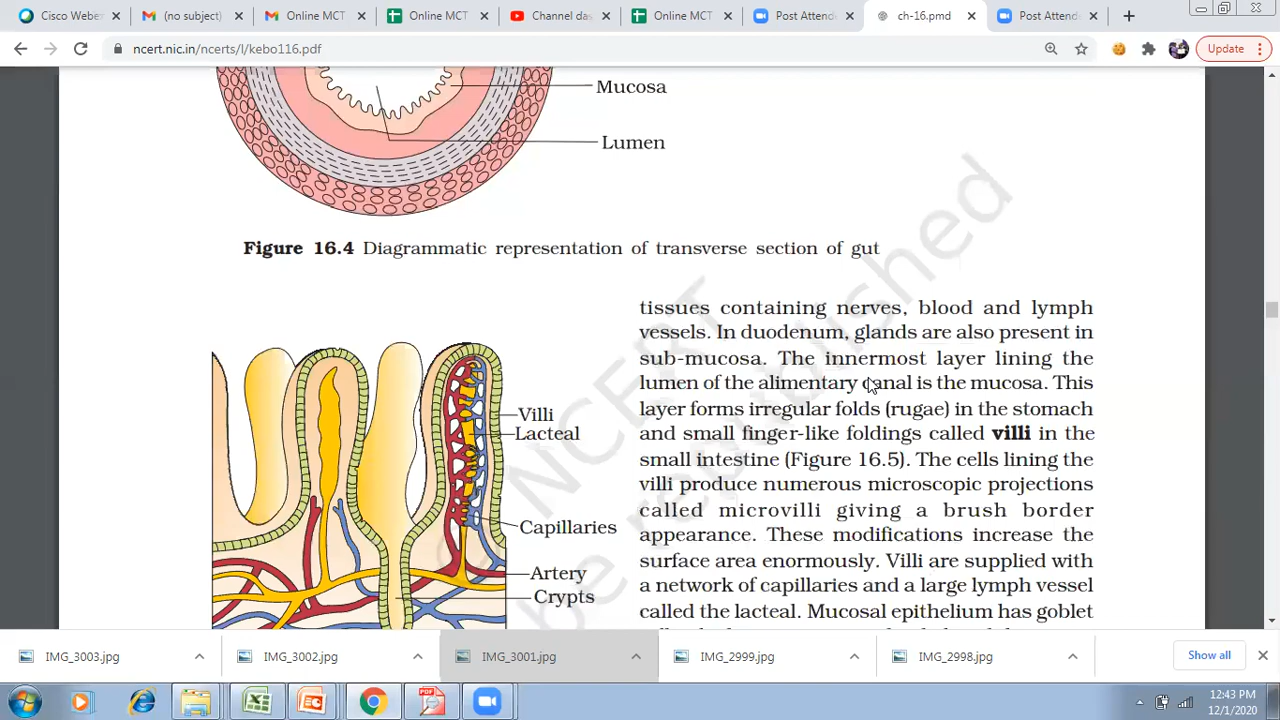 Cisco Webex
(no subject)
Online MCT
Online MCT
Channel das
Online MCT
Post Attend
ch-16.pmd
Post Attend
ncert.nic.in/ncerts/l/kebo116.pdf
Update
Mucosa
Lumen
Figure 16.4 Diagrammatic representation of transverse section of gut
tissues containing nerves, blood and lymph
vessels. In duodenum, glands are also present in
sub-mucosa. The innermost layer lining the
lumen of the alimentary canal is the mucosa. This
layer forms irregular folds (rugae) in the stomach
and small finger-like foldings called villi in the
small intestine (Figure 16.5). The cells lining the
villi produce numerous microscopic projections
called microvilli giving a brush border
appearance. These modifications increase the
surface area enormously. Villi are supplied with
a network of capillaries and a large lymph vessel
called the lacteal. Mucosal epithelium has goblet
Villi
Lacteal
Capillaries
Artery
Crypts
© NCERT
be republished
IMG_3003.jpg
IMG_3002.jpg
IMG_3001.jpg
IMG_2999.jpg
IMG_2998.jpg
Show all
12:43 PM
12/1/2020